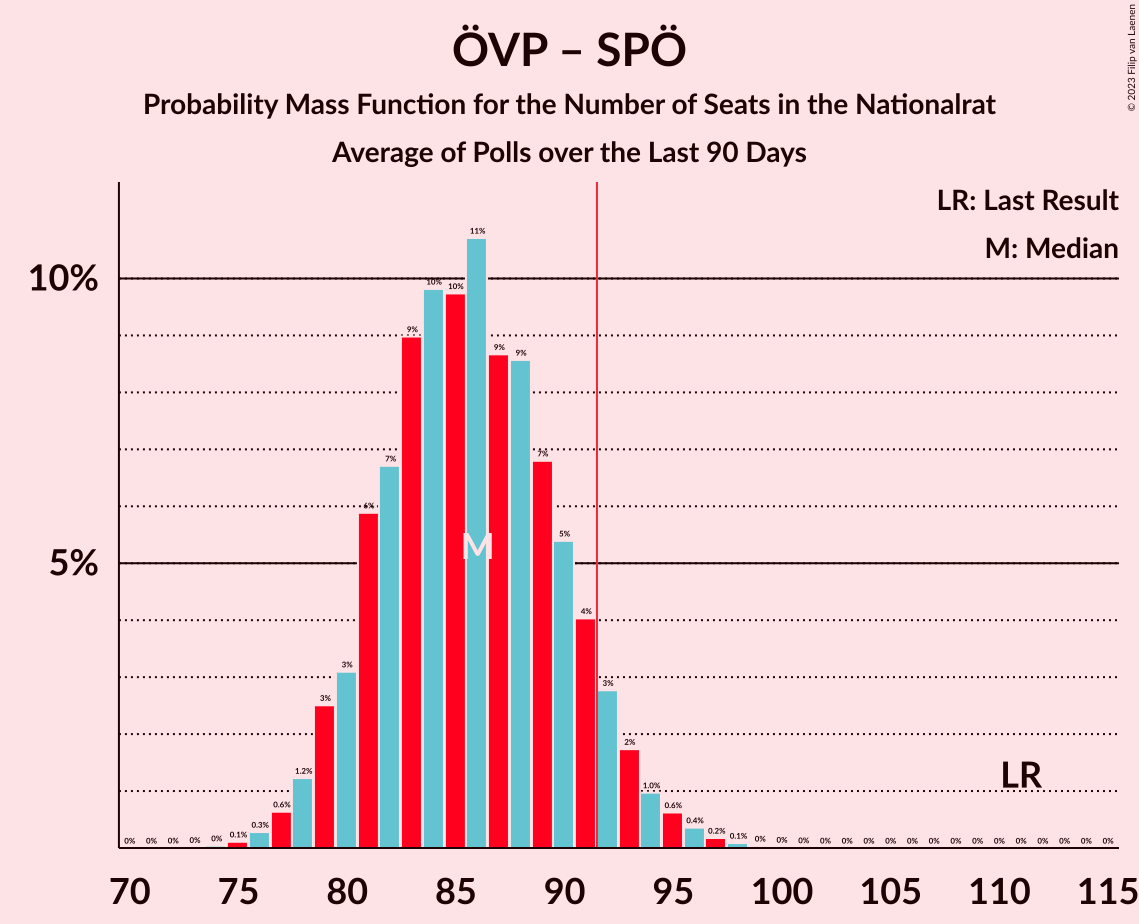 ÖVP – SPÖ
Probability Mass Function for the Number of Seats in the Nationalrat
Average of Polls over the Last 90 Days
© 2023 Filip van Laenen
LR: Last Result
M: Median
10%
5%
0% 0% 0% 0% 0% 0.1% 0.3% 0.6% 1.2% 3% 3% 6% 7% 9% 10% 10% 11% 9% 9% 7% 5% 4% 3% 2% 1.0% 0.6% 0.4% 0.2% 0.1% 0% 0% 0% 0% 0% 0% 0% 0% 0% 0% 0% 0% 0% 0% 0% 0% 0%
M
LR
70 75 80 85 90 95 100 105 110 115